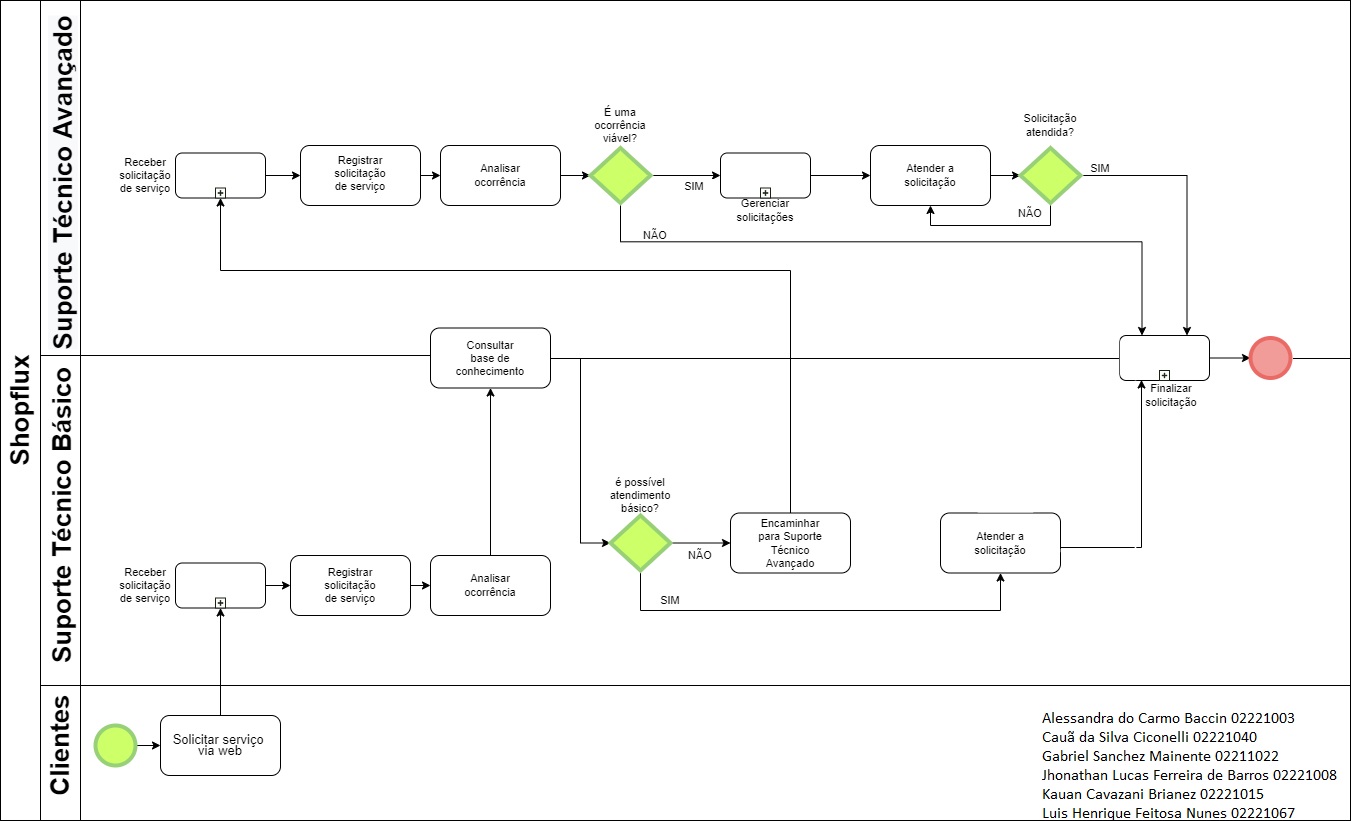 Shopflux
Suporte Técnico Avançado
Receber
solicitação
de serviço
Registrar
solicitação
de serviço
Analisar
ocorrência
É uma
ocorrência
viável?
SIM
NÃO
Gerenciar
solicitações
Atender a
solicitação
Solicitação
atendida?
SIM
NÃO
Suporte Técnico Básico
Receber
solicitação
de serviço
Registrar
solicitação
de serviço
Analisar
ocorrência
Consultar
base de
conhecimento
é possível
atendimento
básico?
NÃO
SIM
Encaminhar
para Suporte
Técnico
Avançado
Atender a
solicitação
Finalizar
solicitação
Clientes
Solicitar serviço
via web
Alessandra do Carmo Baccin 02221003
Cauã da Silva Ciconelli 02221040
Gabriel Sanchez Mainente 02211022
Jhonathan Lucas Ferreira de Barros 02221008
Kauan Cavazani Brianez 02221015
Luis Henrique Feitosa Nunes 02221067